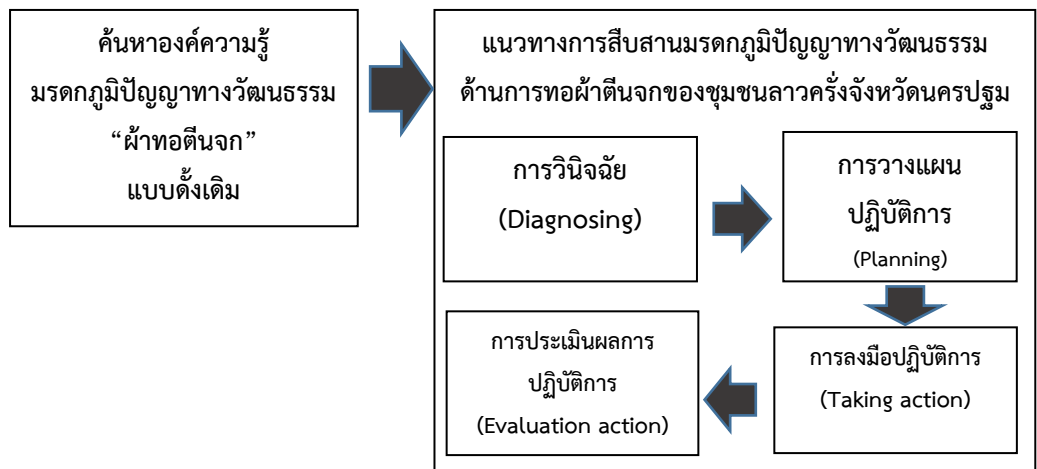 ค้นหาองค์ความรู้
มรดกภูมิปัญญาทางวัฒนธรรม
“ผ้าทอตีนจก”
แบบดั้งเดิม
แนวทางการสืบสานมรดกภูมิปัญญาทางวัฒนธรรม
ด้านการทอผ้าตีนจกของชุมชนลาวครั่งจังหวัดนครปฐม
การวินิจฉัย
(Diagnosing)
การวางแผน
ปฏิบัติการ
(Planning)
การลงมือปฏิบัติการ
(Taking action)
การประเมินผลการ
ปฏิบัติการ
(Evaluation action)